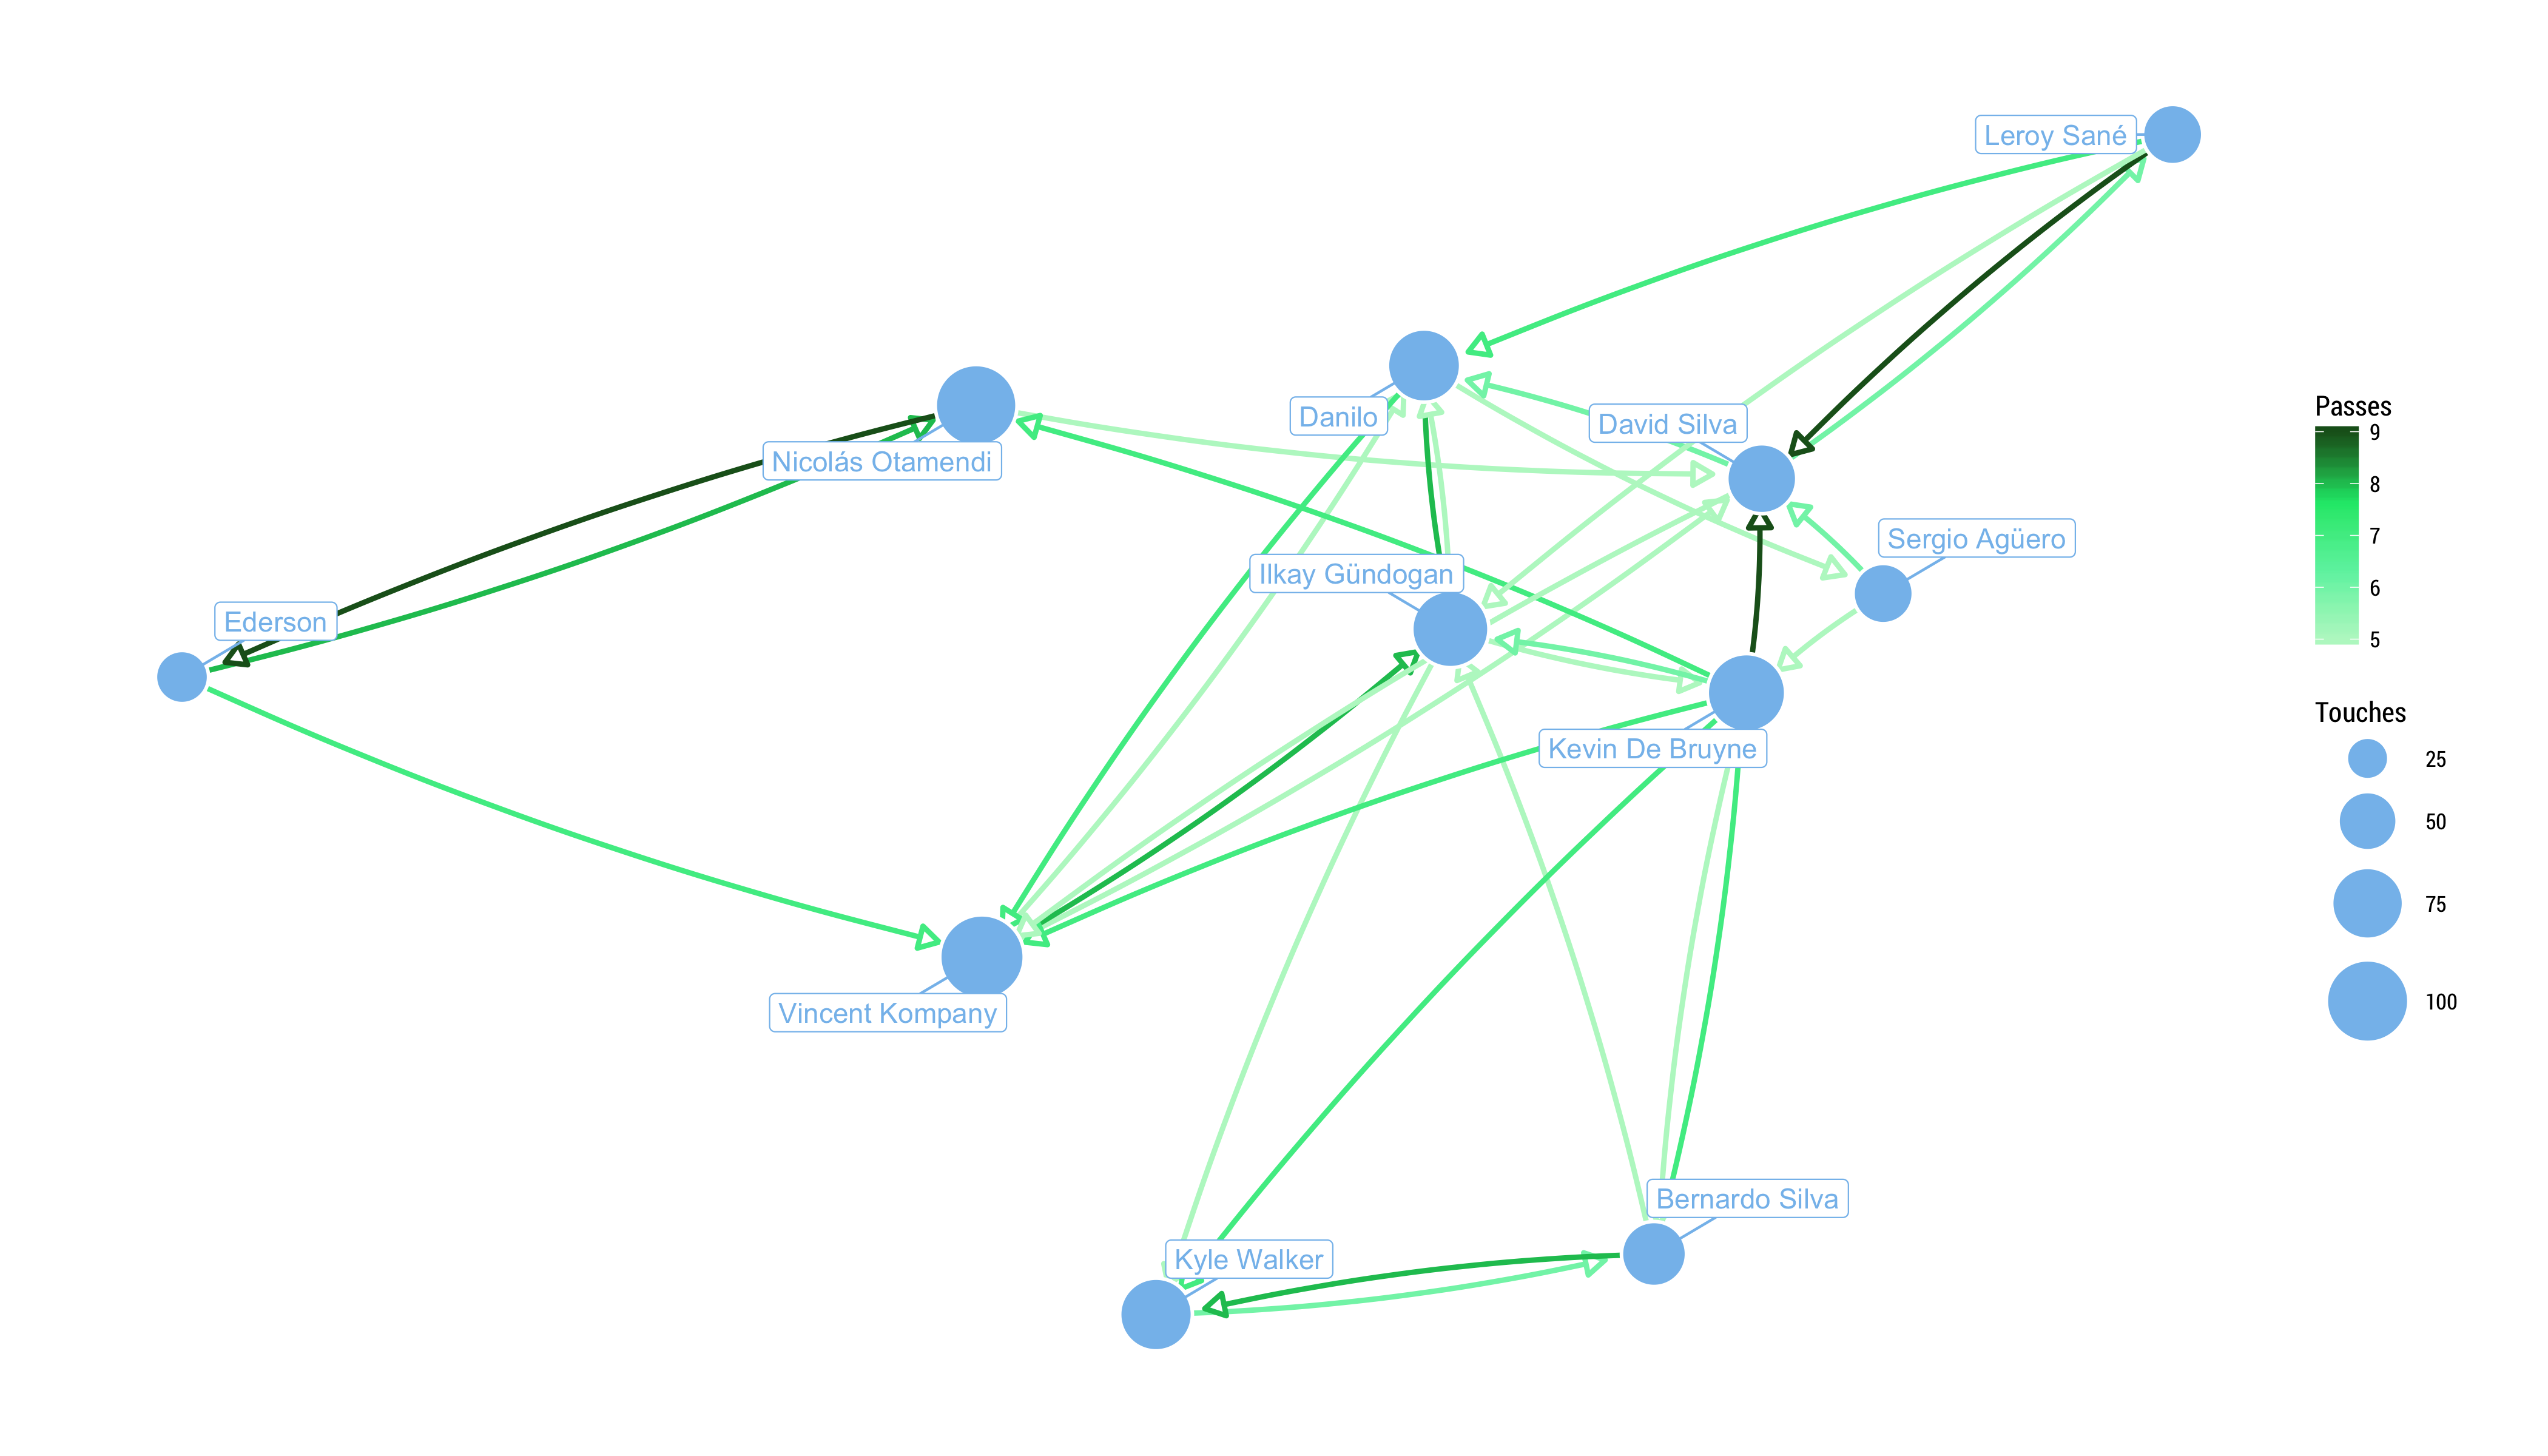 Leroy Sané
Danilo
David Silva
Nicolás Otamendi
Sergio Agüero
Ilkay Gündogan
Ederson
Kevin De Bruyne
Vincent Kompany
Bernardo Silva
Kyle Walker
Passes
9
8
7
6
5
Touches
25
50
75
100